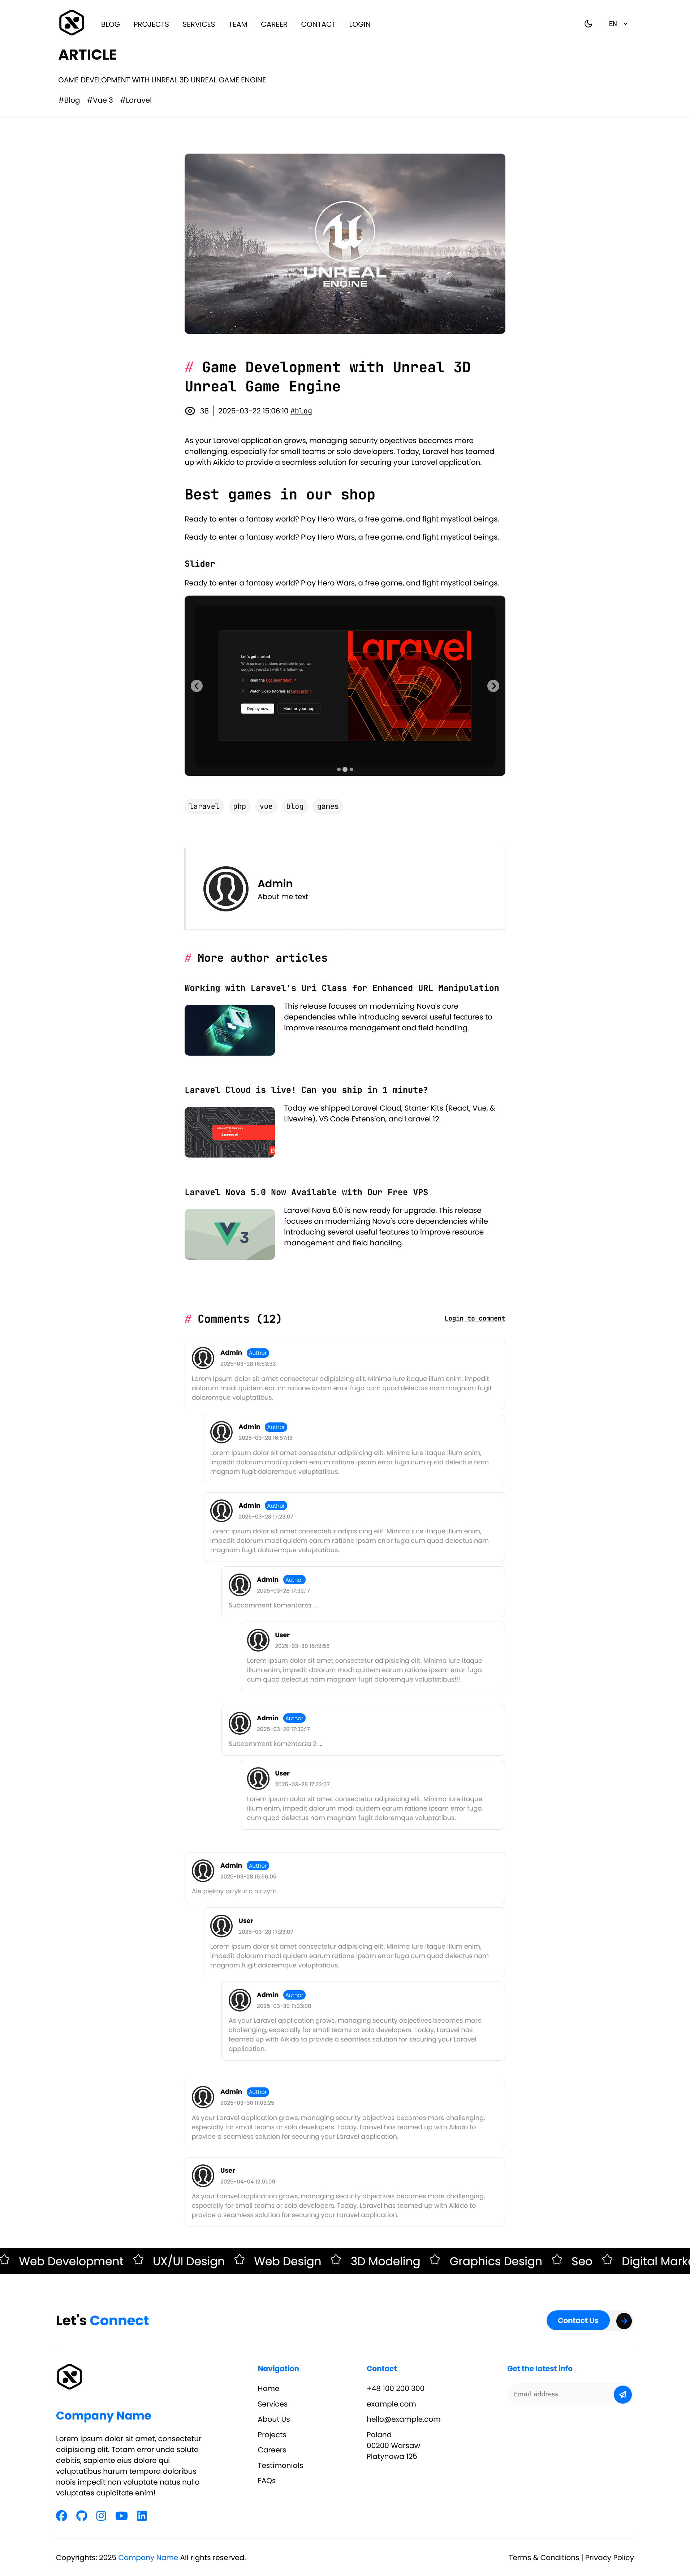 BLOG PROJECTS SERVICES TEAM CAREER CONTACT LOGIN EN
ARTICLE
GAME DEVELOPMENT WITH UNREAL 3D UNREAL GAME ENGINE
#Blog #Vue 3 #Laravel
UNREAL
ENGINE
# Game Development with Unreal 3D
Unreal Game Engine
38 | 2025-03-22 15:06:10 #blog
As your Laravel application grows, managing security objectives becomes more
challenging, especially for small teams or solo developers. Today, Laravel has teamed
up with Aikido to provide a seamless solution for securing your Laravel application.
Best games in our shop
Ready to enter a fantasy world? Play Hero Wars, a free game, and fight mystical beings.
Ready to enter a fantasy world? Play Hero Wars, a free game, and fight mystical beings.
Slider
Ready to enter a fantasy world? Play Hero Wars, a free game, and fight mystical beings.
Laravel
Let's get started
With so many options available to you we
suggest you start with the following:
Read the Documentation
Watch video tutorials at Laracasts
Deploy now Monitor your app
laravel php vue blog games
Admin
About me text
# More author articles
Working with Laravel's Uri Class for Enhanced URL Manipulation
This release focuses on modernizing Nova's core
dependencies while introducing several useful features to
improve resource management and field handling.
Laravel Cloud is live! Can you ship in 1 minute?
Today we shipped Laravel Cloud, Starter Kits (React, Vue, &
Livewire), VS Code Extension, and Laravel 12.
Laravel
Laravel Nova 5.0 Now Available with Our Free VPS
Laravel Nova 5.0 is now ready for upgrade. This release
focuses on modernizing Nova's core dependencies while
introducing several useful features to improve resource
management and field handling.
3
# Comments (12) Login to comment
Admin Author
2025-03-28 16:53:33
Lorem ipsum dolor sit amet consectetur adipisicing elit. Minima iure itaque illum enim, impedit
dolorum modi quidem earum ratione ipsam error fuga cum quod delectus nam magnam fugit
doloremque voluptatibus.
Admin Author
2025-03-28 16:57:13
Lorem ipsum dolor sit amet consectetur adipisicing elit. Minima iure itaque illum enim,
impedit dolorum modi quidem earum ratione ipsam error fuga cum quod delectus nam
magnam fugit doloremque voluptatibus.
Admin Author
2025-03-28 17:23:07
Lorem ipsum dolor sit amet consectetur adipisicing elit. Minima iure itaque illum enim,
impedit dolorum modi quidem earum ratione ipsam error fuga cum quod delectus nam
magnam fugit doloremque voluptatibus.
Admin Author
2025-03-28 17:32:17
Subcomment komentarza ...
User
2025-03-30 16:19:56
Lorem ipsum dolor sit amet consectetur adipisicing elit. Minima iure itaque
illum enim, impedit dolorum modi quidem earum ratione ipsam error fuga
cum quod delectus nam magnam fugit doloremque voluptatibus!!!
Admin Author
2025-03-28 17:32:17
Subcomment komentarza 2 ...
User
2025-03-28 17:23:07
Lorem ipsum dolor sit amet consectetur adipisicing elit. Minima iure itaque
illum enim, impedit dolorum modi quidem earum ratione ipsam error fuga
cum quod delectus nam magnam fugit doloremque voluptatibus.
Admin Author
2025-03-28 16:56:05
Ale piękny artykuł o niczym.
User
2025-03-28 17:23:07
Lorem ipsum dolor sit amet consectetur adipisicing elit. Minima iure itaque illum enim,
impedit dolorum modi quidem earum ratione ipsam error fuga cum quod delectus nam
magnam fugit doloremque voluptatibus.
Admin Author
2025-03-30 11:03:08
As your Laravel application grows, managing security objectives becomes more
challenging, especially for small teams or solo developers. Today, Laravel has
teamed up with Aikido to provide a seamless solution for securing your Laravel
application.
Admin Author
2025-03-30 11:03:25
As your Laravel application grows, managing security objectives becomes more challenging,
especially for small teams or solo developers. Today, Laravel has teamed up with Aikido to
provide a seamless solution for securing your Laravel application.
User
2025-04-04 12:01:09
As your Laravel application grows, managing security objectives becomes more challenging,
especially for small teams or solo developers. Today, Laravel has teamed up with Aikido to
provide a seamless solution for securing your Laravel application.
Web Development UX/UI Design Web Design 3D Modeling Graphics Design Seo Digital Marke
Let's Connect Contact Us
Company Name
Lorem ipsum dolor sit amet, consectetur
adipisicing elit. Totam error unde soluta
debitis, sapiente eius dolore qui
voluptatibus harum tempora doloribus
nobis impedit non voluptate natus nulla
voluptates cupiditate enim!
Navigation
Home
Services
About Us
Projects
Careers
Testimonials
FAQs
Contact
+48 100 200 300
example.com
hello@example.com
Poland
00200 Warsaw
Platynowa 125
Get the latest info
Email address
Copyrights: 2025 Company Name All rights reserved.
Terms & Conditions | Privacy Policy